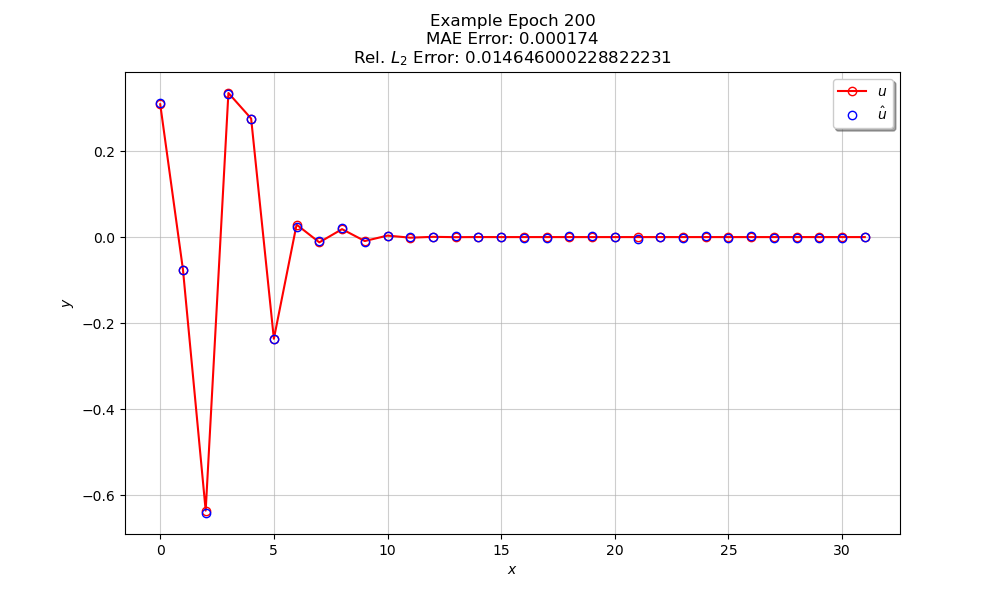 Example Epoch 200
MAE Error: 0.000174
Rel. L₂ Error: 0.014646000228822231
u
û
y
0.2
0.0
−0.2
−0.4
−0.6
0 5 10 15 20 25 30
x